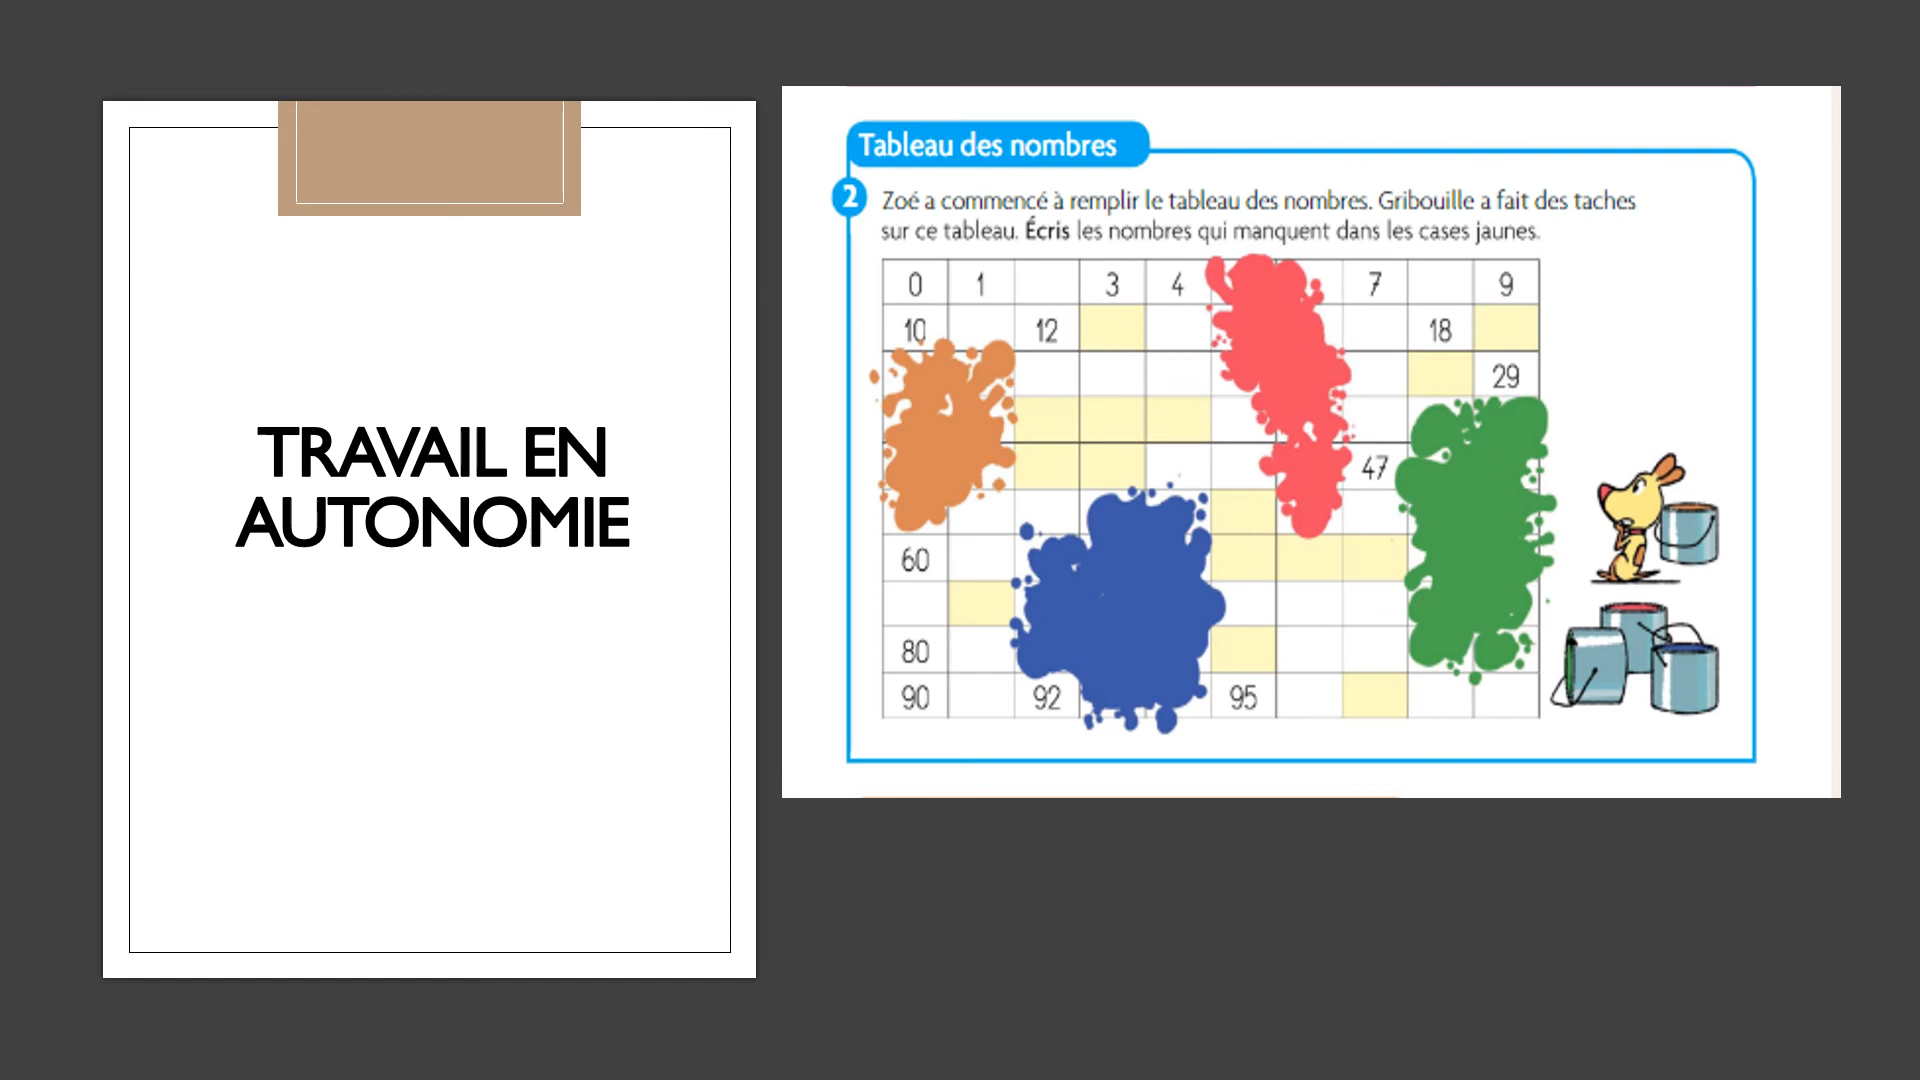 TRAVAIL EN
AUTONOMIE
Tableau des nombres
2 Zoé a commencé à remplir le tableau des nombres. Gribouille a fait des taches
sur ce tableau. Écris les nombres qui manquent dans les cases jaunes.
0 1 3 4 7 9
10 12 18
29
47
60
80
90 92 95